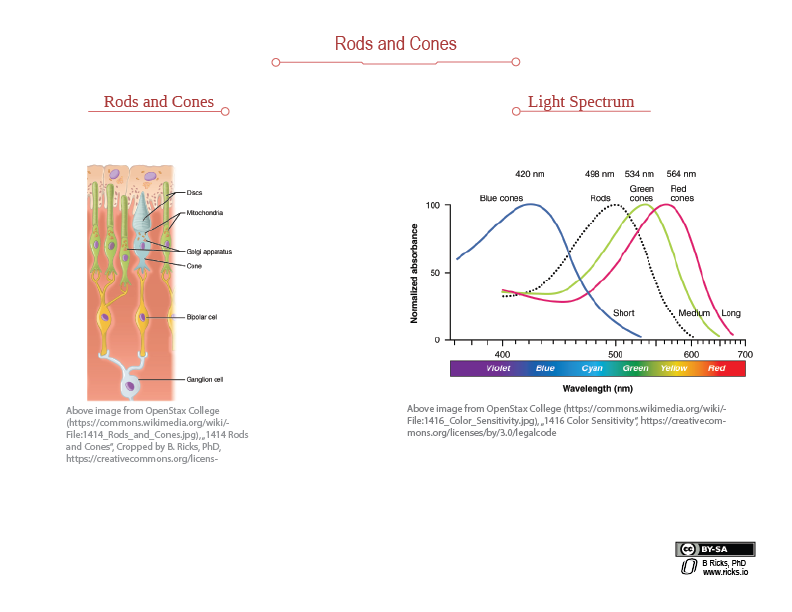 Rods and Cones
Rods and Cones
Discs
Mitochondria
Golgi apparatus
Cone
Bipolar cell
Ganglion cell
Above image from OpenStax College
(https://commons.wikimedia.org/wiki/-
File:1414_Rods_and_Cones.jpg),„1414 Rods
and Cones", Cropped by B. Ricks, PhD,
https://creativecommons.org/licens-
Light Spectrum
420 nm 498 nm 534 nm 564 nm
Blue cones Rods Green cones Red cones
Normalized absorbance
100
50
0
Short Medium Long
400 500 600 700
Violet Blue Cyan Green Yellow Red
Wavelength (nm)
Above image from OpenStax College (https://commons.wikimedia.org/wiki/-
File:1416_Color_Sensitivity.jpg),„1416 Color Sensitivity", https://creativecom-
mons.org/licenses/by/3.0/legalcode
cc BY-SA
B Ricks, PhD
www.ricks.io